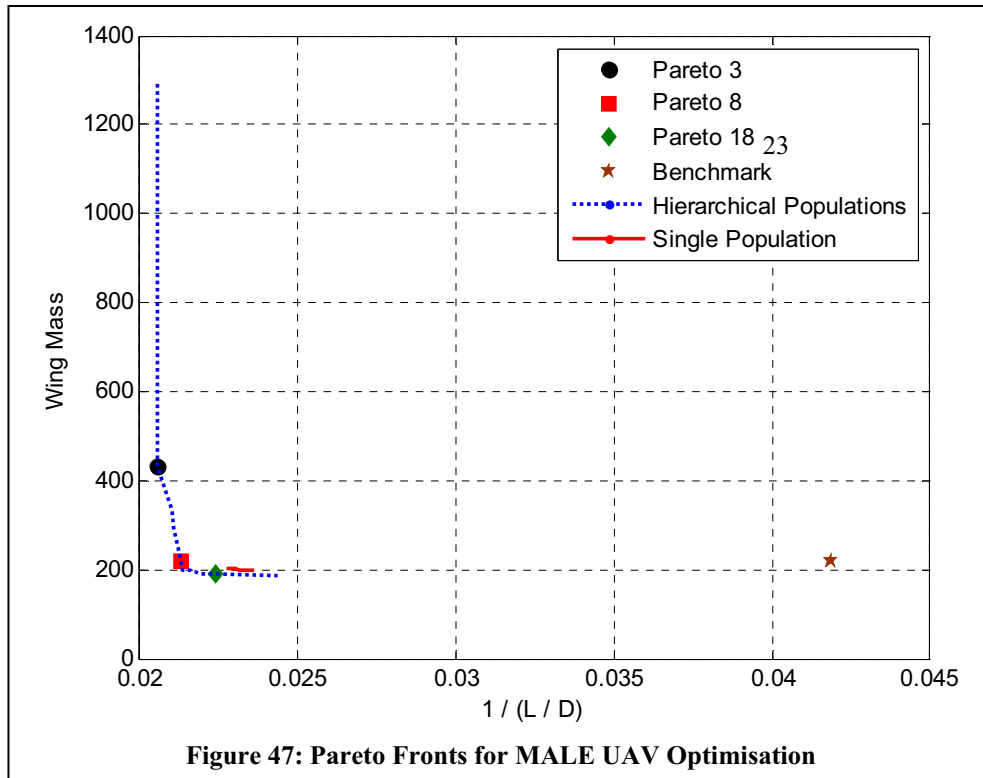 1400
1200
1000
800
600
400
200
0
Wing Mass
Pareto 3
Pareto 8
Pareto 18 23
Benchmark
Hierarchical Populations
Single Population
0.02 0.025 0.03 0.035 0.04 0.045
1 / (L / D)
Figure 47: Pareto Fronts for MALE UAV Optimisation